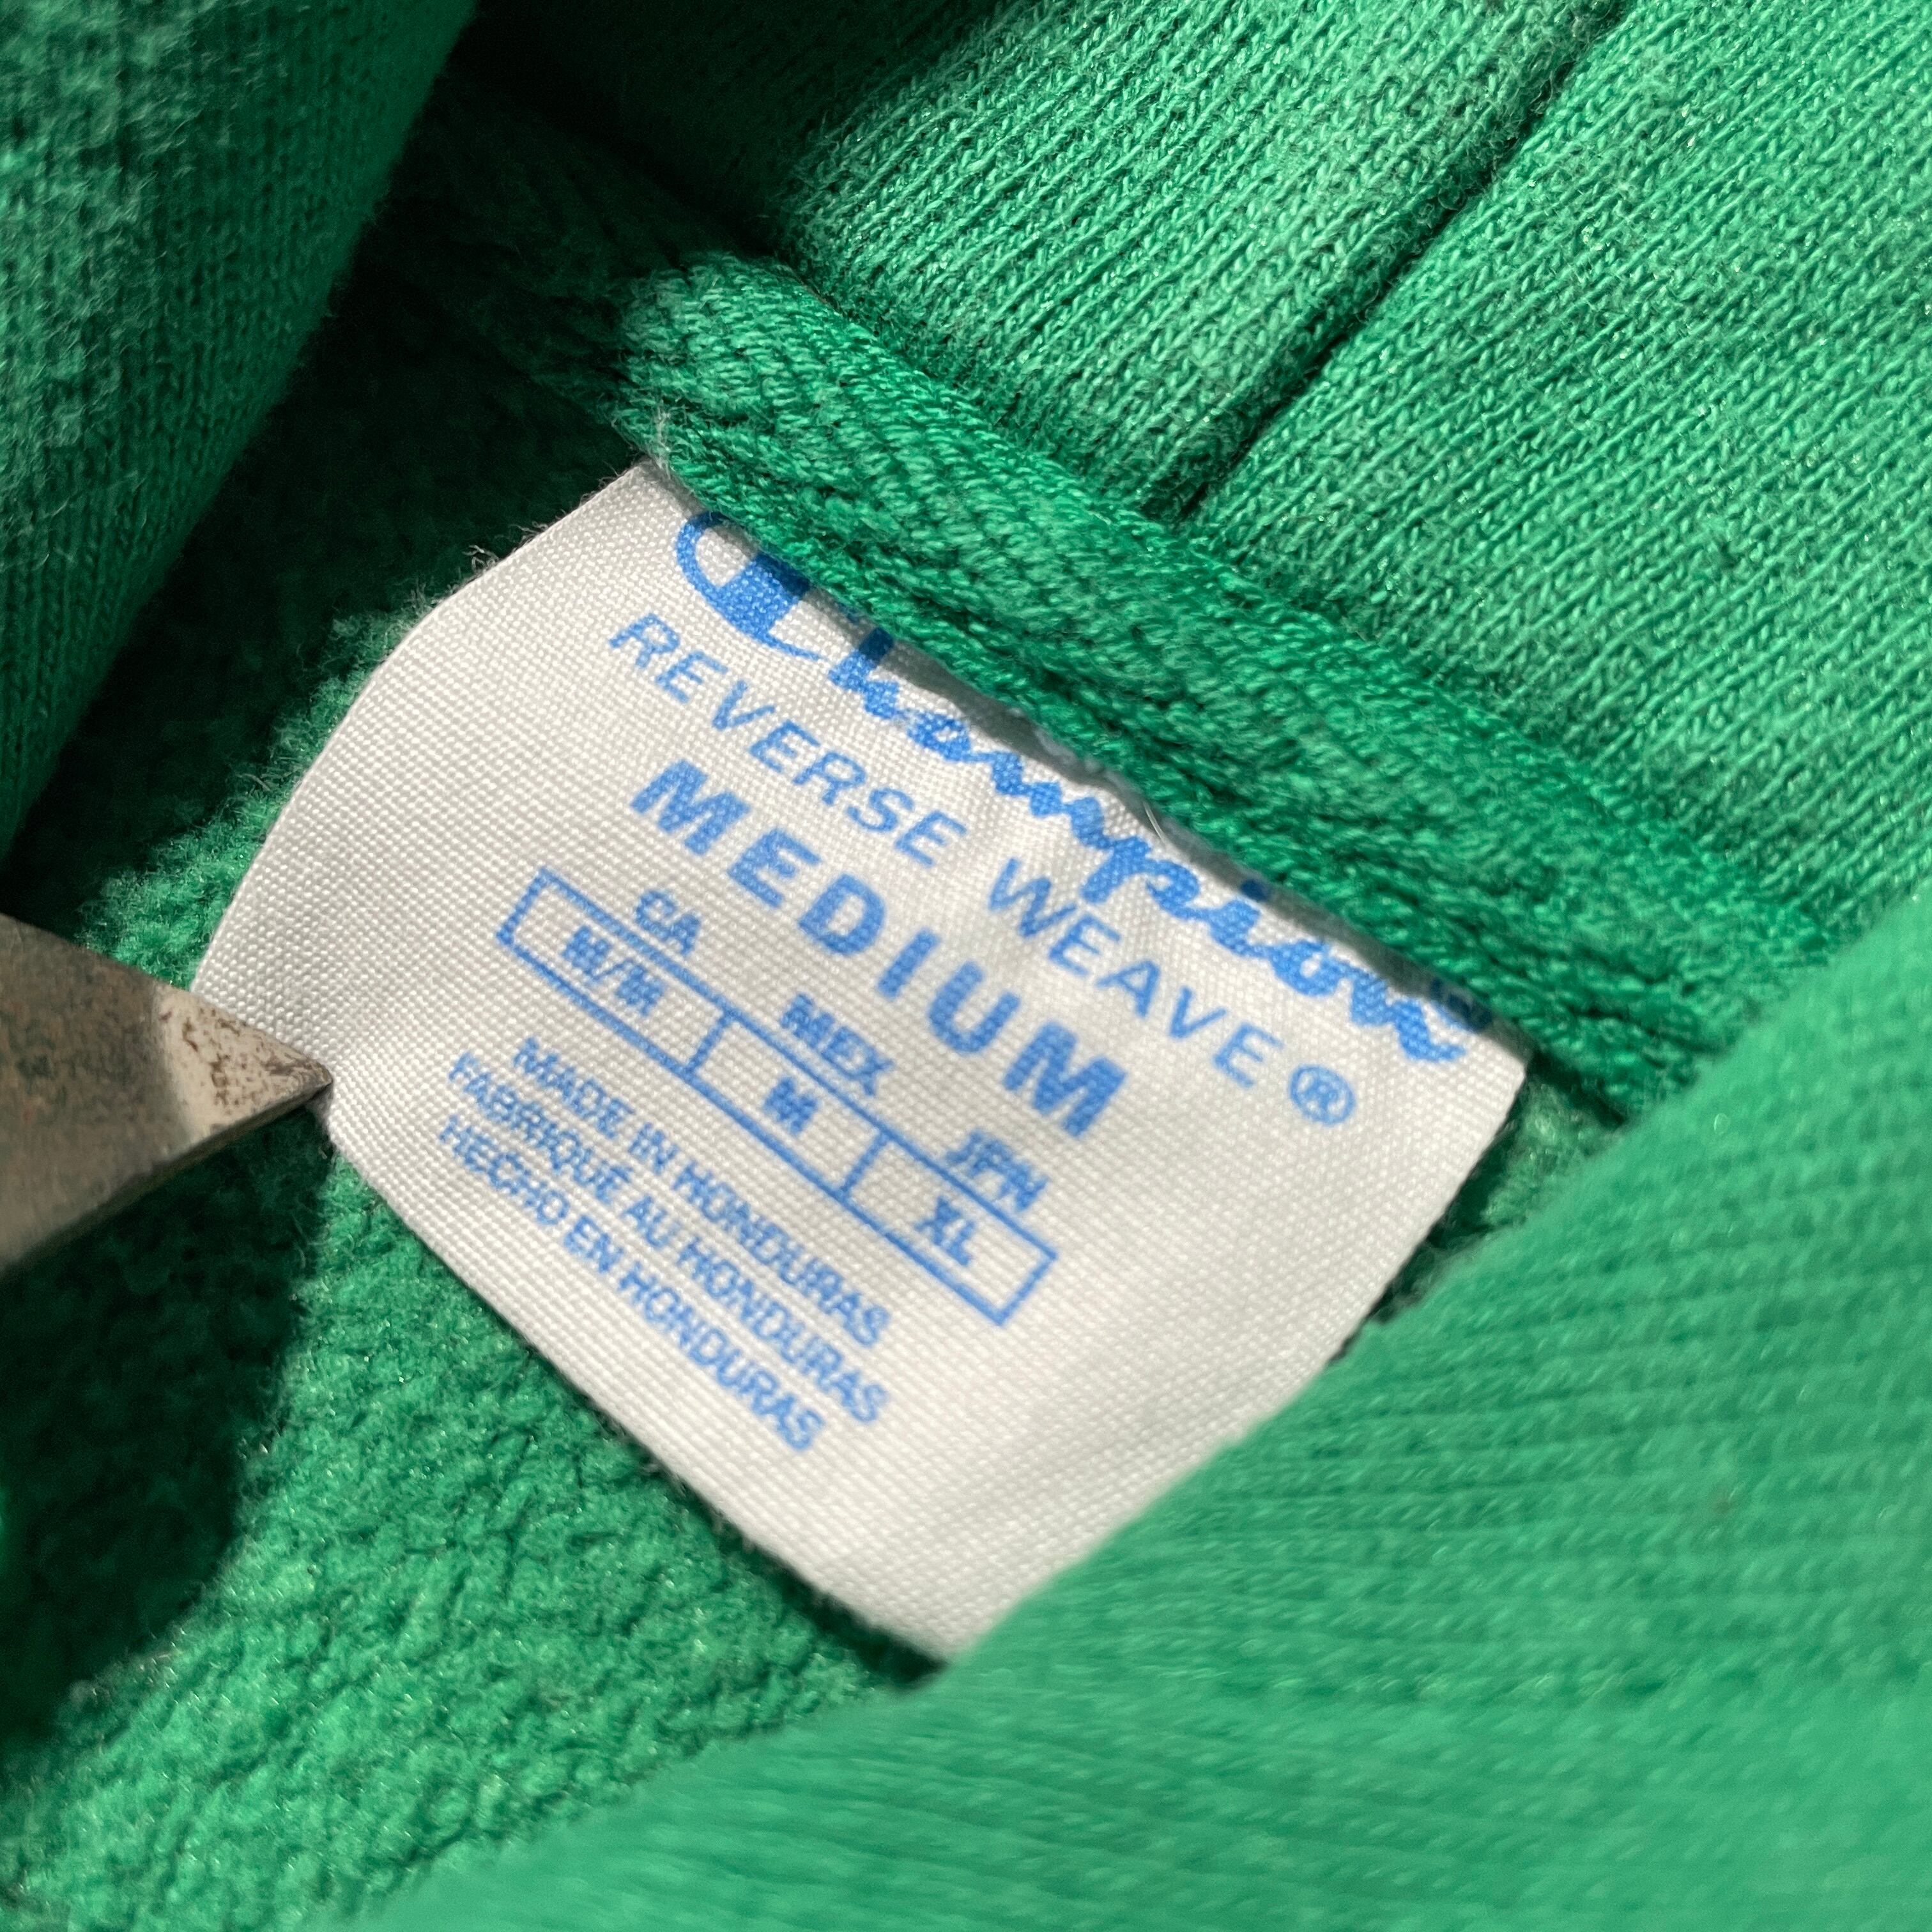 Champion
REVERSE WEAVE®
MEDIUM
CA MEX JPN
M/M M XL
MADE IN HONDURAS
FABRIQUÉ AU HONDURAS
HECHO EN HONDURAS